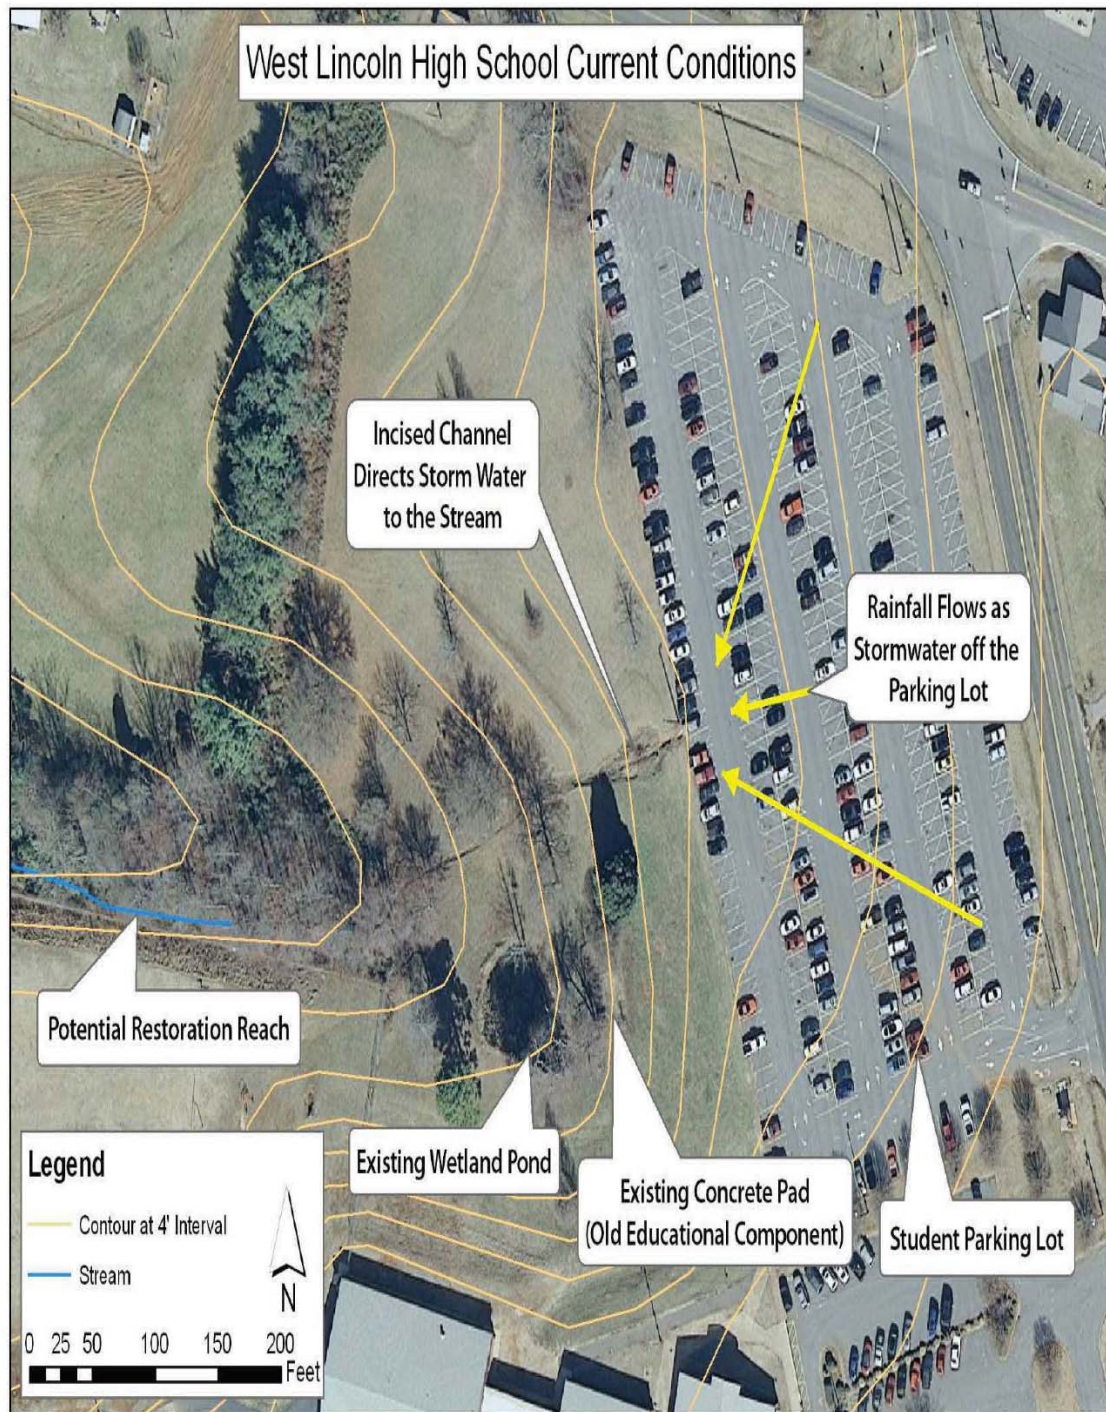 West Lincoln High School Current Conditions
Incised Channel
Directs Storm Water
to the Stream
Rainfall Flows as
Stormwater off the
Parking Lot
Potential Restoration Reach
Existing Wetland Pond
Existing Concrete Pad
(Old Educational Component)
Student Parking Lot
Legend
Contour at 4' Interval
Stream
N
0 25 50 100 150 200
Feet